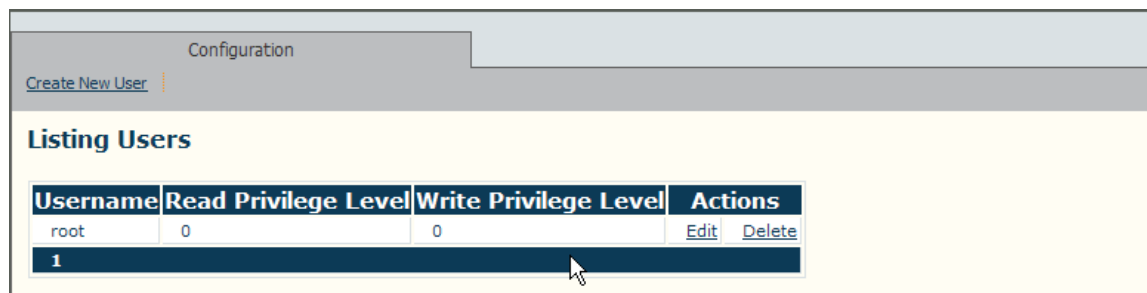 Configuration
Create New User
Listing Users
Username Read Privilege Level Write Privilege Level Actions
root 0 0 Edit Delete
1